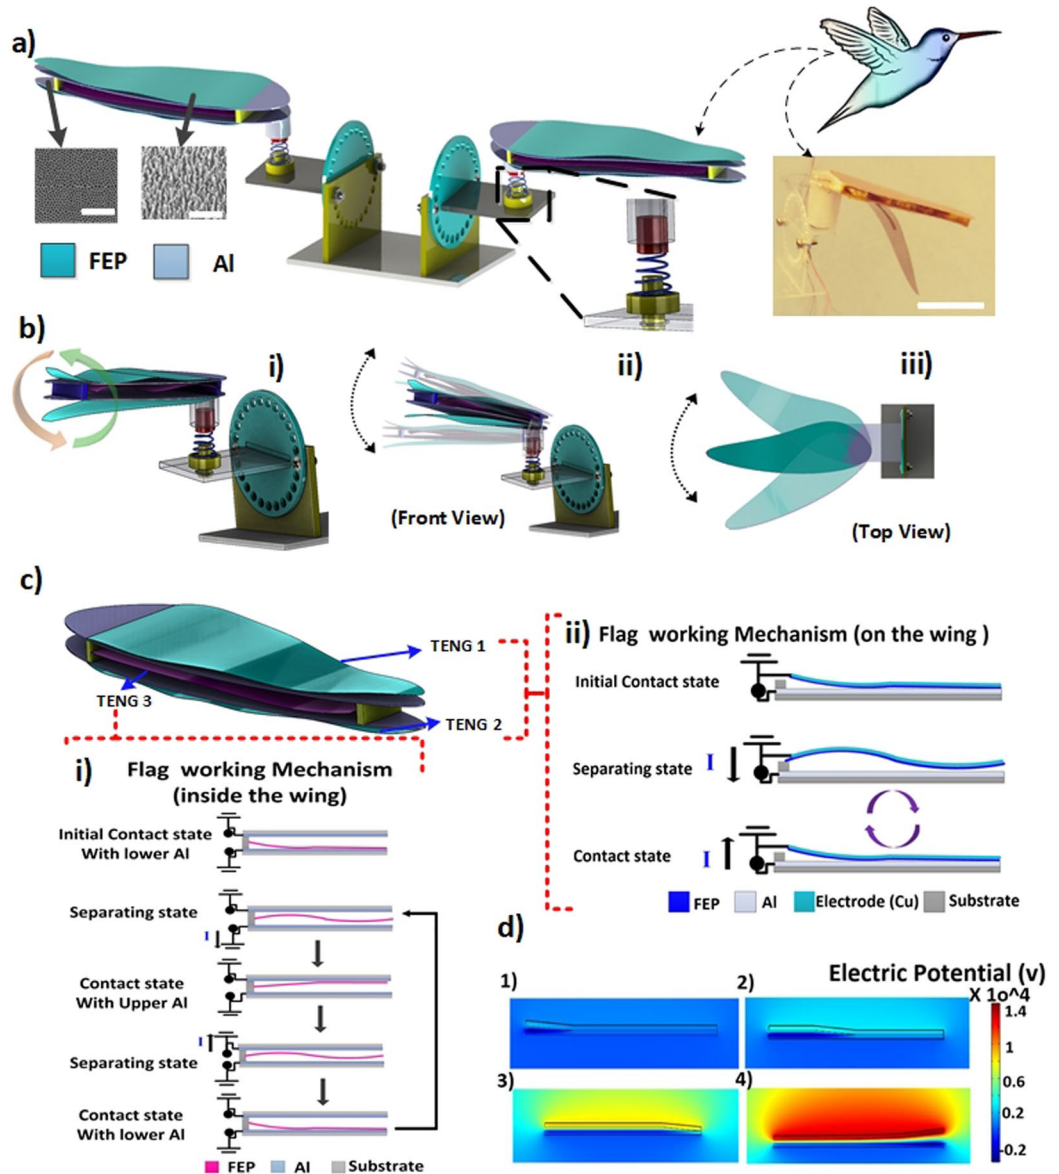 a)
FEP
Al
b)
i)
ii)
iii)
(Front View)
(Top View)
c)
TENG 1
TENG 3
TENG 2
i)
Flag working Mechanism
(inside the wing)
Initial Contact state
With lower Al
Separating state
I
Contact state
With Upper Al
I
Separating state
Contact state
With lower Al
FEP
Al
Substrate
ii) Flag working Mechanism (on the wing )
Initial Contact state
Separating state
I
Contact state
I
FEP
Al
Electrode (Cu)
Substrate
d)
Electric Potential (v)
X 1o^4
1)
2)
3)
4)
1.4
1
0.6
0.2
-0.2